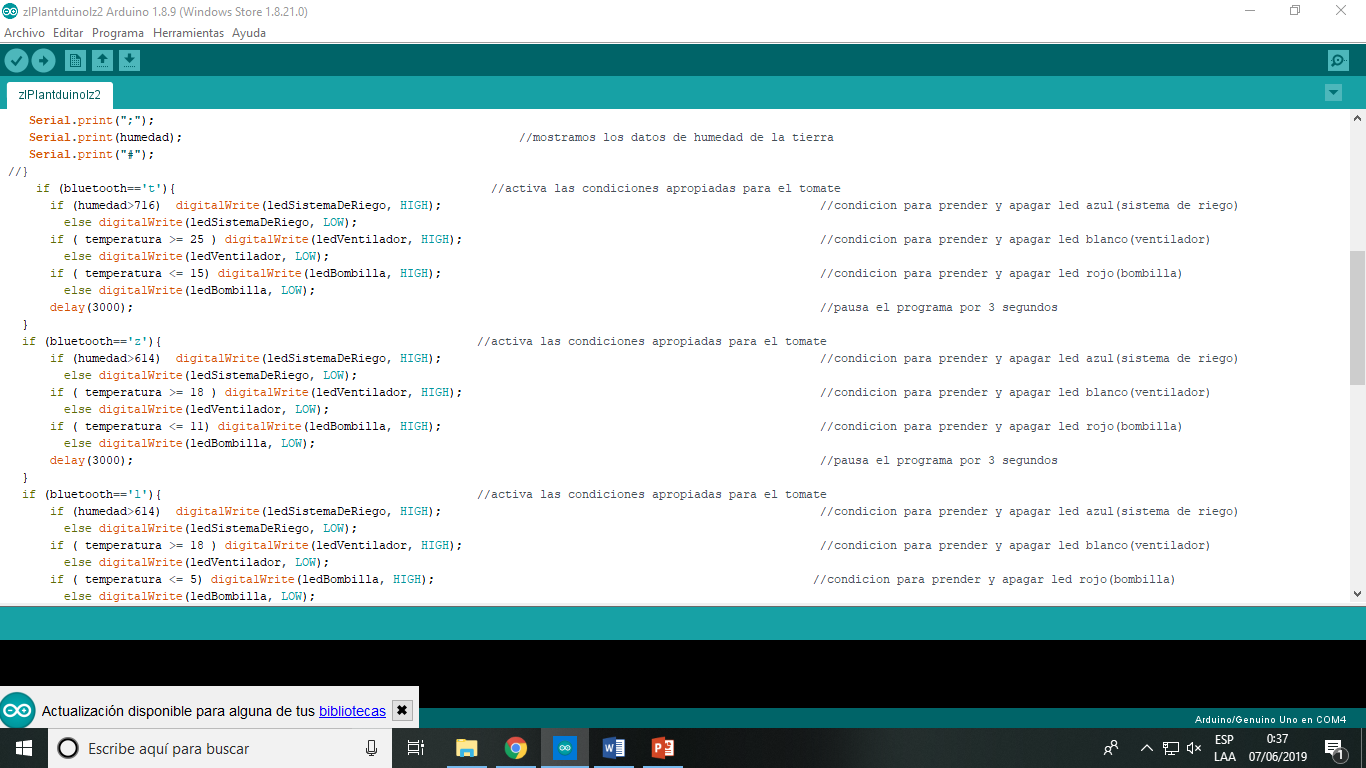 zIPlantduinoIz2 Arduino 1.8.9 (Windows Store 1.8.21.0)
Archivo Editar Programa Herramientas Ayuda
zIPlantduinoIz2
Serial.print(";");
Serial.print(humedad); //mostramos los datos de humedad de la tierra
Serial.print("#");
//}
if (bluetooth=='t'){ //activa las condiciones apropiadas para el tomate
if (humedad>716) digitalWrite(ledSistemaDeRiego, HIGH); //condicion para prender y apagar led azul(sistema de riego)
else digitalWrite(ledSistemaDeRiego, LOW);
if ( temperatura >= 25 ) digitalWrite(ledVentilador, HIGH); //condicion para prender y apagar led blanco(ventilador)
else digitalWrite(ledVentilador, LOW);
if ( temperatura <= 15) digitalWrite(ledBombilla, HIGH); //condicion para prender y apagar led rojo(bombilla)
else digitalWrite(ledBombilla, LOW);
delay(3000); //pausa el programa por 3 segundos
}
if (bluetooth=='z'){ //activa las condiciones apropiadas para el tomate
if (humedad>614) digitalWrite(ledSistemaDeRiego, HIGH); //condicion para prender y apagar led azul(sistema de riego)
else digitalWrite(ledSistemaDeRiego, LOW);
if ( temperatura >= 18 ) digitalWrite(ledVentilador, HIGH); //condicion para prender y apagar led blanco(ventilador)
else digitalWrite(ledVentilador, LOW);
if ( temperatura <= 11) digitalWrite(ledBombilla, HIGH); //condicion para prender y apagar led rojo(bombilla)
else digitalWrite(ledBombilla, LOW);
delay(3000); //pausa el programa por 3 segundos
}
if (bluetooth=='l'){ //activa las condiciones apropiadas para el tomate
if (humedad>614) digitalWrite(ledSistemaDeRiego, HIGH); //condicion para prender y apagar led azul(sistema de riego)
else digitalWrite(ledSistemaDeRiego, LOW);
if ( temperatura >= 18 ) digitalWrite(ledVentilador, HIGH); //condicion para prender y apagar led blanco(ventilador)
else digitalWrite(ledVentilador, LOW);
if ( temperatura <= 5) digitalWrite(ledBombilla, HIGH); //condicion para prender y apagar led rojo(bombilla)
else digitalWrite(ledBombilla, LOW);
Actualización disponible para alguna de tus bibliotecas
Arduino/Genuino Uno en COM4
Escribe aquí para buscar
ESP
LAA
0:37
07/06/2019
1